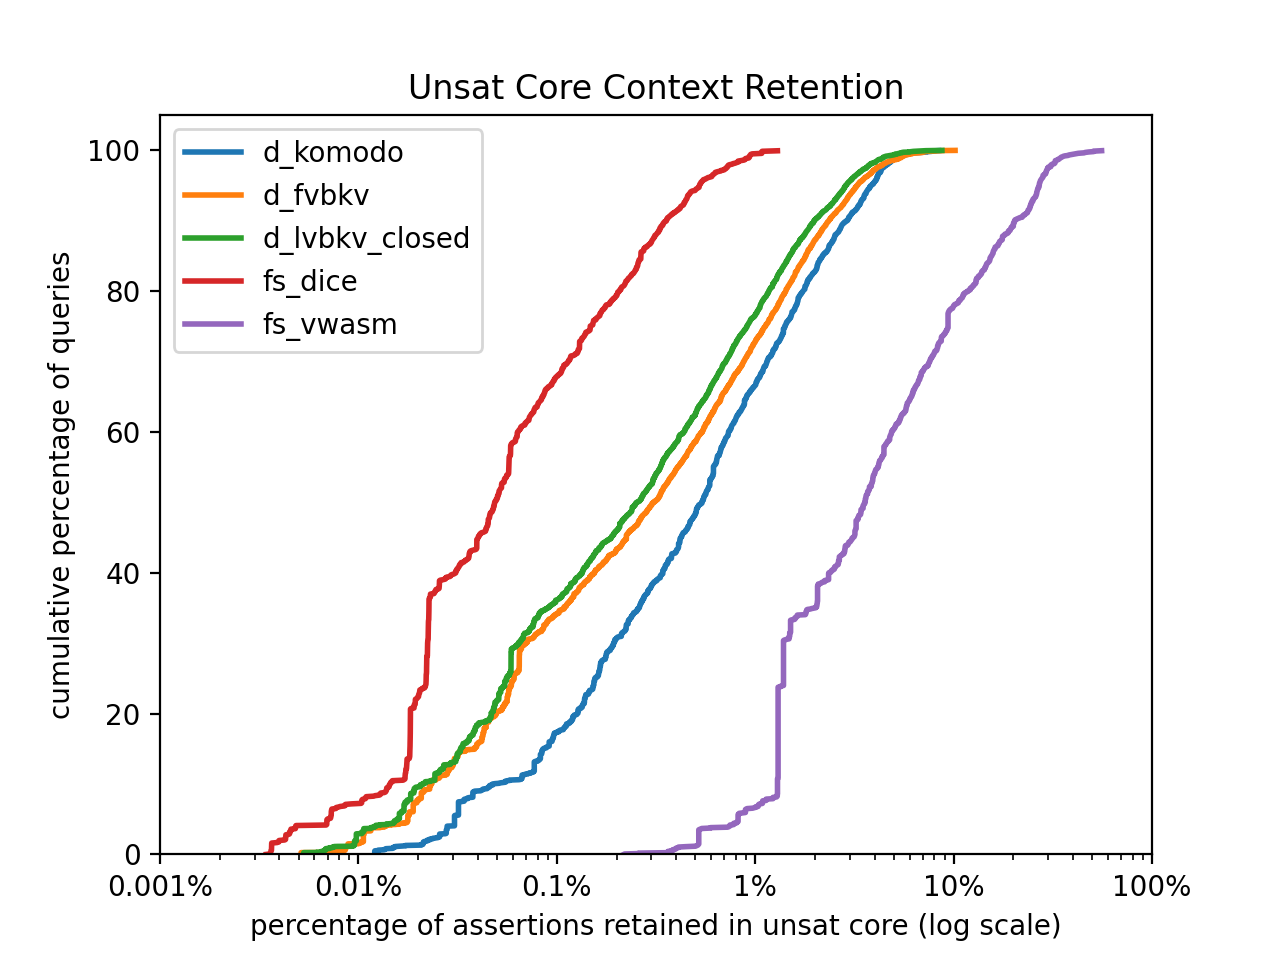 Unsat Core Context Retention
d_komodo
d_fvbkv
d_lvbkv_closed
fs_dice
fs_vwasm
cumulative percentage of queries
100
80
60
40
20
0
0.001% 0.01% 0.1% 1% 10% 100%
percentage of assertions retained in unsat core (log scale)